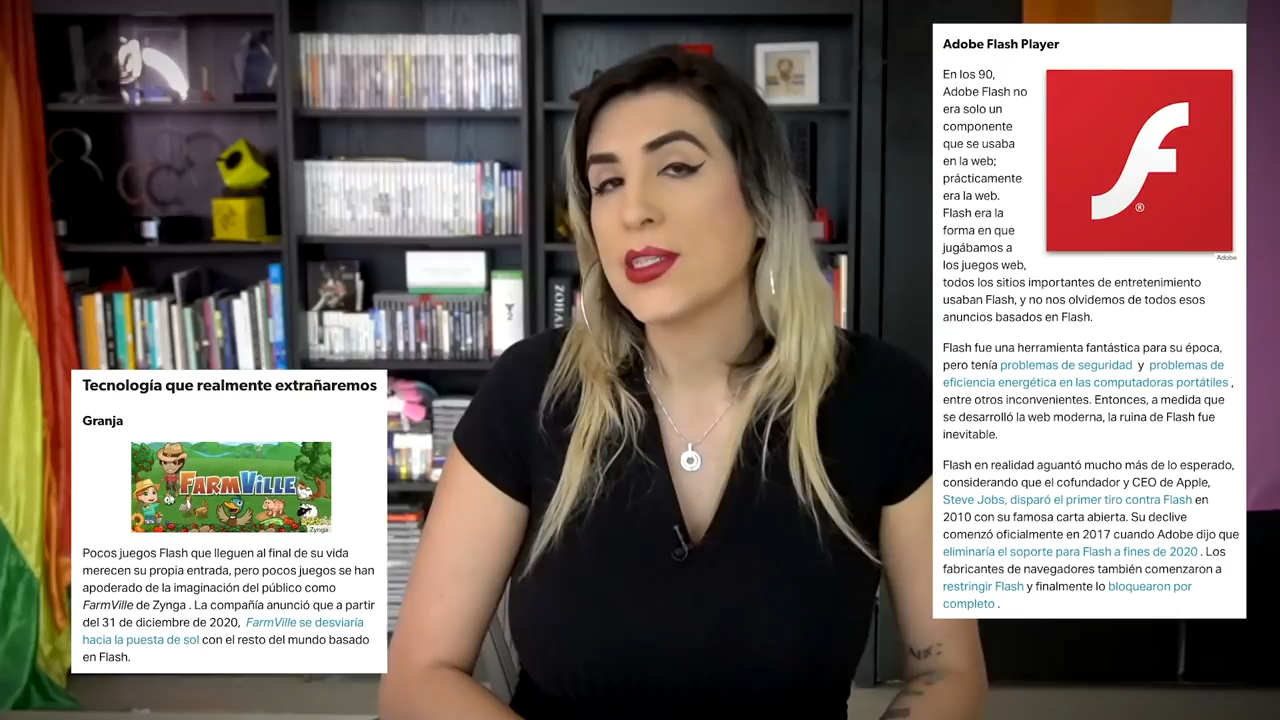 Tecnología que realmente extrañaremos
Granja
FARMVILLE
Zynga
Pocos juegos Flash que lleguen al final de su vida
merecen su propia entrada, pero pocos juegos se han
apoderado de la imaginación del público como
FarmVille de Zynga . La compañía anunció que a partir
del 31 de diciembre de 2020, FarmVille se desviaría
hacia la puesta de sol con el resto del mundo basado
en Flash.
Adobe Flash Player
En los 90,
Adobe Flash no
era solo un
componente
que se usaba
en la web;
prácticamente
era la web.
Flash era la
forma en que
jugábamos a
los juegos web,
®
Adobe
todos los sitios importantes de entretenimiento
usaban Flash, y no nos olvidemos de todos esos
anuncios basados en Flash.
Flash fue una herramienta fantástica para su época,
pero tenía problemas de seguridad y problemas de
eficiencia energética en las computadoras portátiles ,
entre otros inconvenientes. Entonces, a medida que
se desarrolló la web moderna, la ruina de Flash fue
inevitable.
Flash en realidad aguantó mucho más de lo esperado,
considerando que el cofundador y CEO de Apple,
Steve Jobs, disparó el primer tiro contra Flash en
2010 con su famosa carta abierta. Su declive
comenzó oficialmente en 2017 cuando Adobe dijo que
eliminaría el soporte para Flash a fines de 2020 . Los
fabricantes de navegadores también comenzaron a
restringir Flash y finalmente lo bloquearon por
completo .